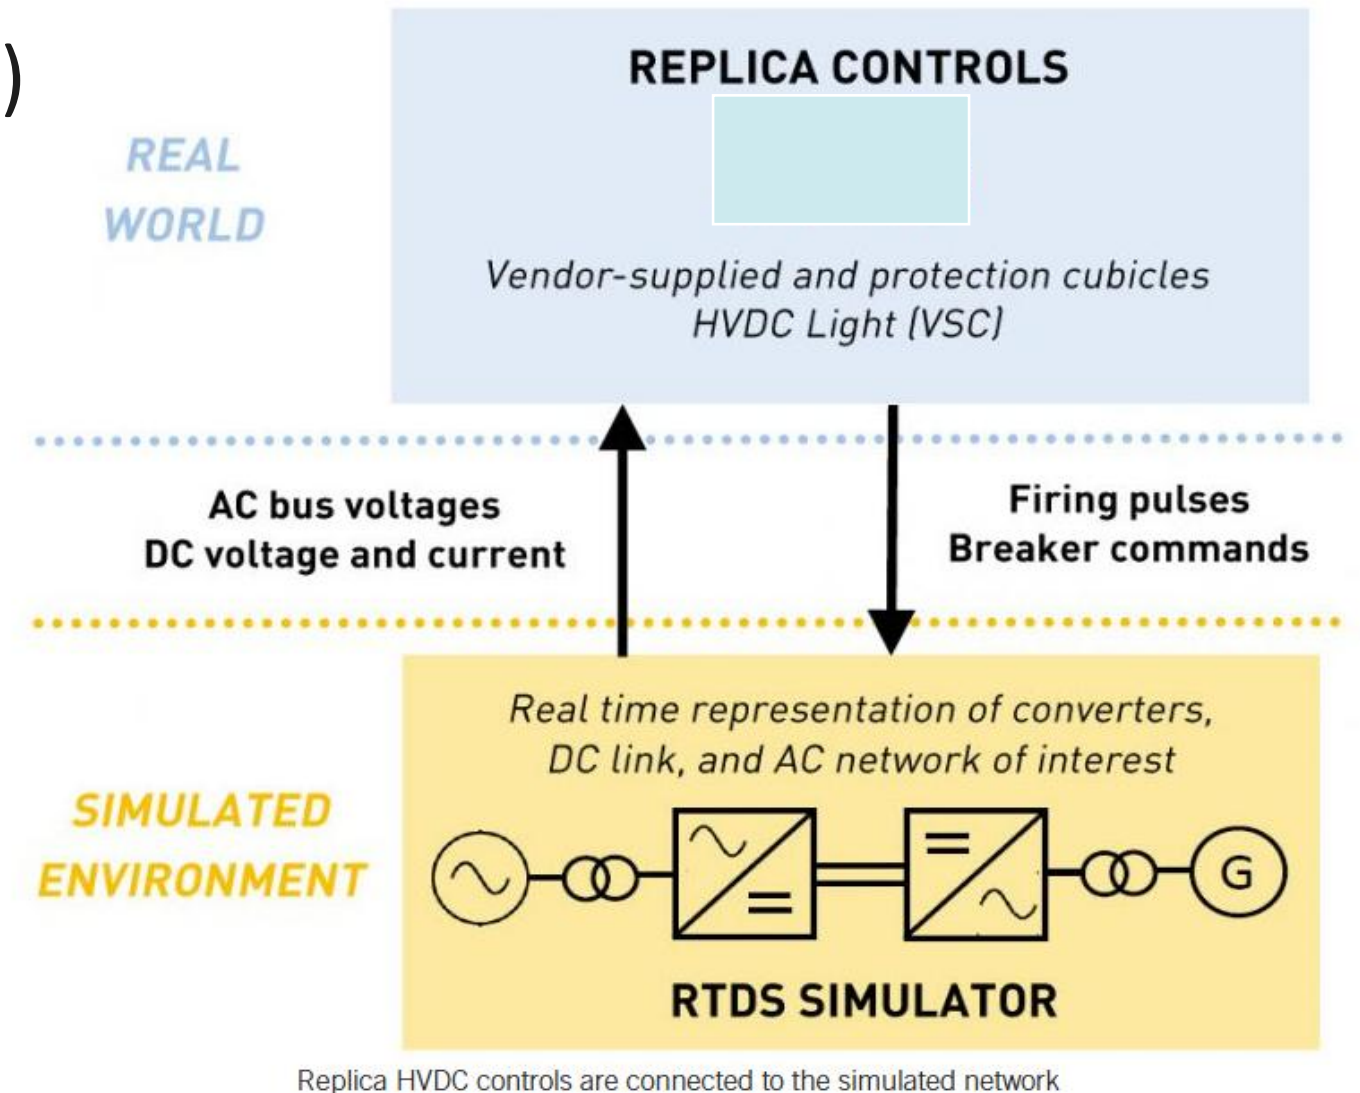 )
REPLICA CONTROLS
REAL
WORLD
Vendor-supplied and protection cubicles
HVDC Light (VSC)
AC bus voltages
DC voltage and current
Firing pulses
Breaker commands
Real time representation of converters,
DC link, and AC network of interest
SIMULATED
ENVIRONMENT
G
RTDS SIMULATOR
Replica HVDC controls are connected to the simulated network